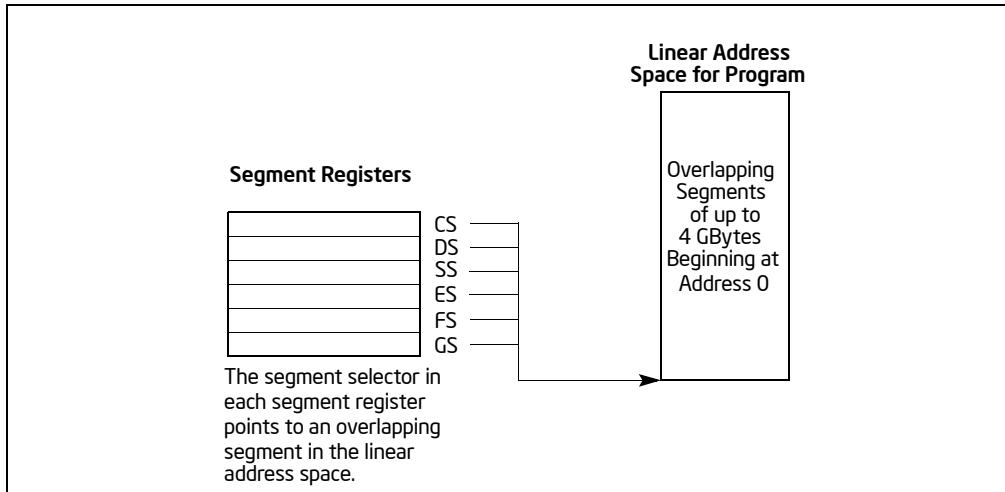 Linear Address
Space for Program
Overlapping
Segments
of up to
4 GBytes
Beginning at
Address 0
Segment Registers
CS
DS
SS
ES
FS
GS
The segment selector in
each segment register
points to an overlapping
segment in the linear
address space.